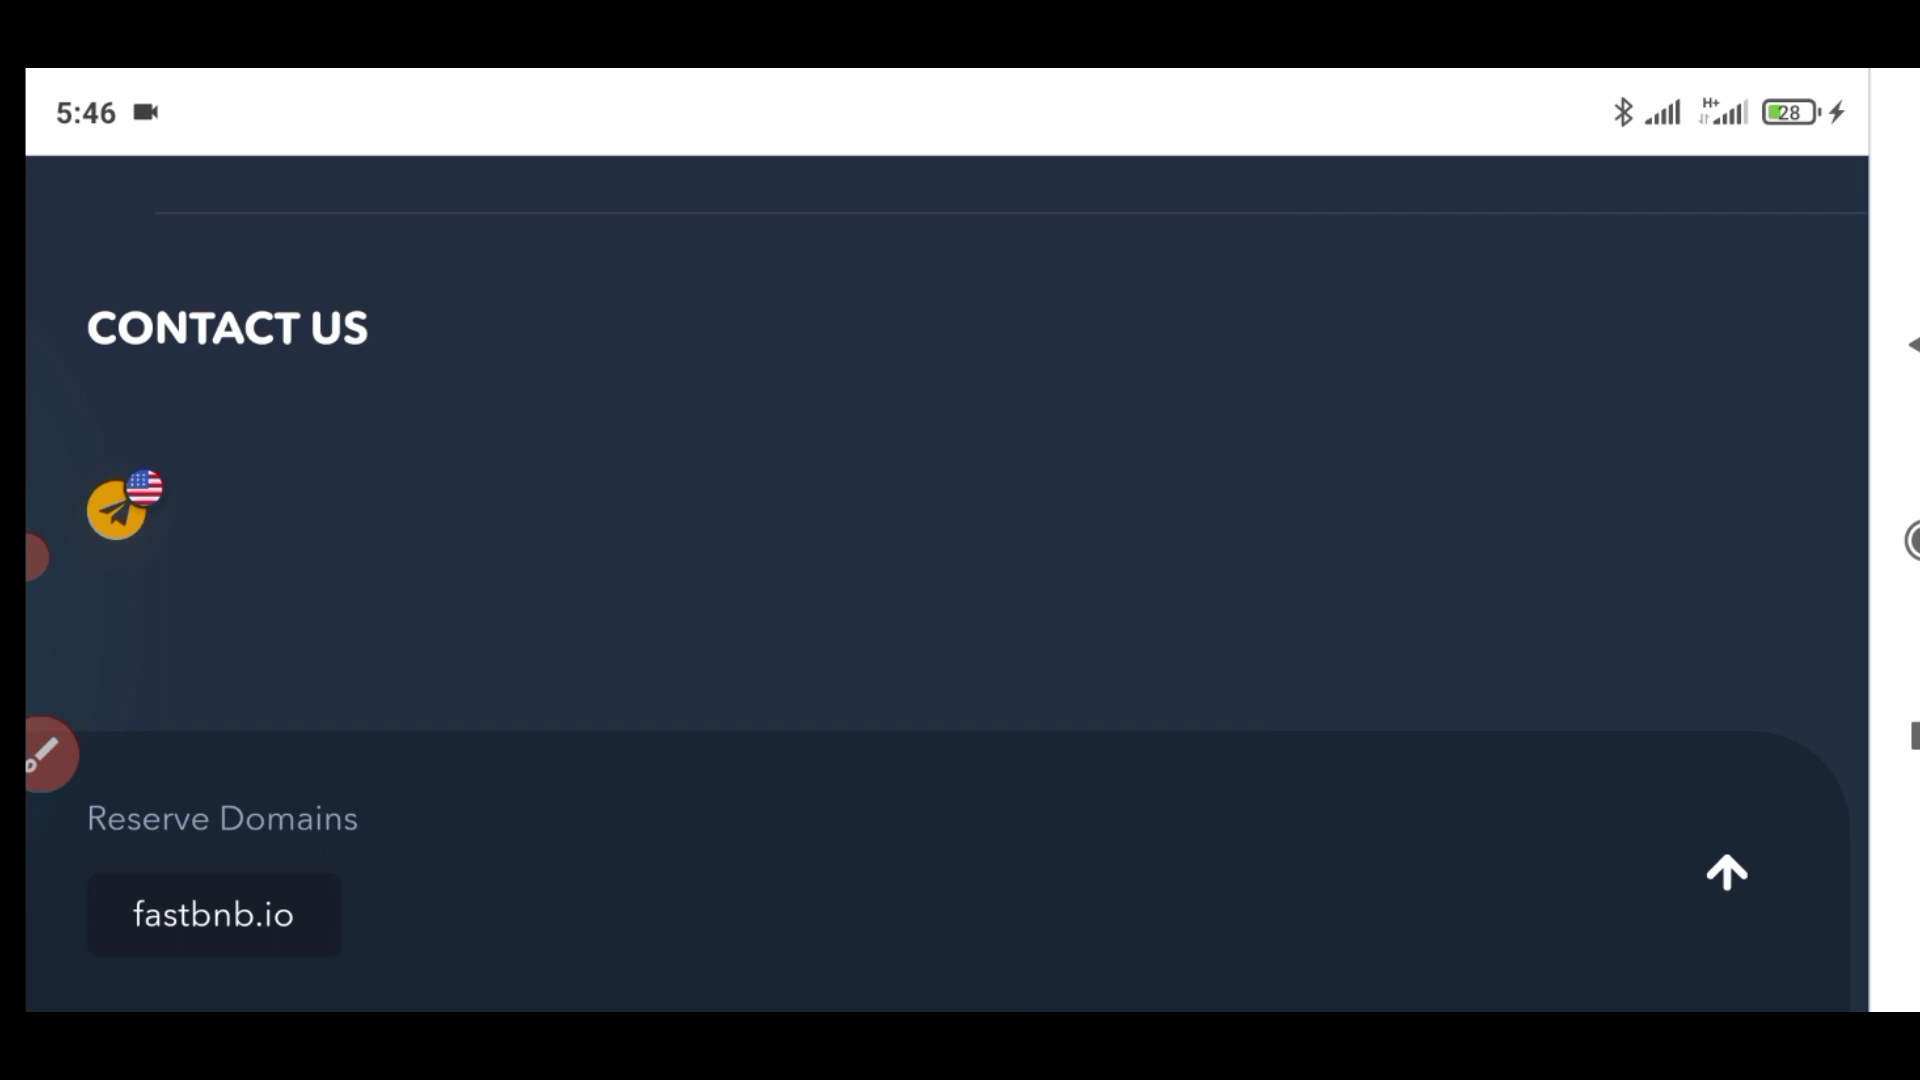 5:46
H+
28
CONTACT US
Reserve Domains
fastbnb.io